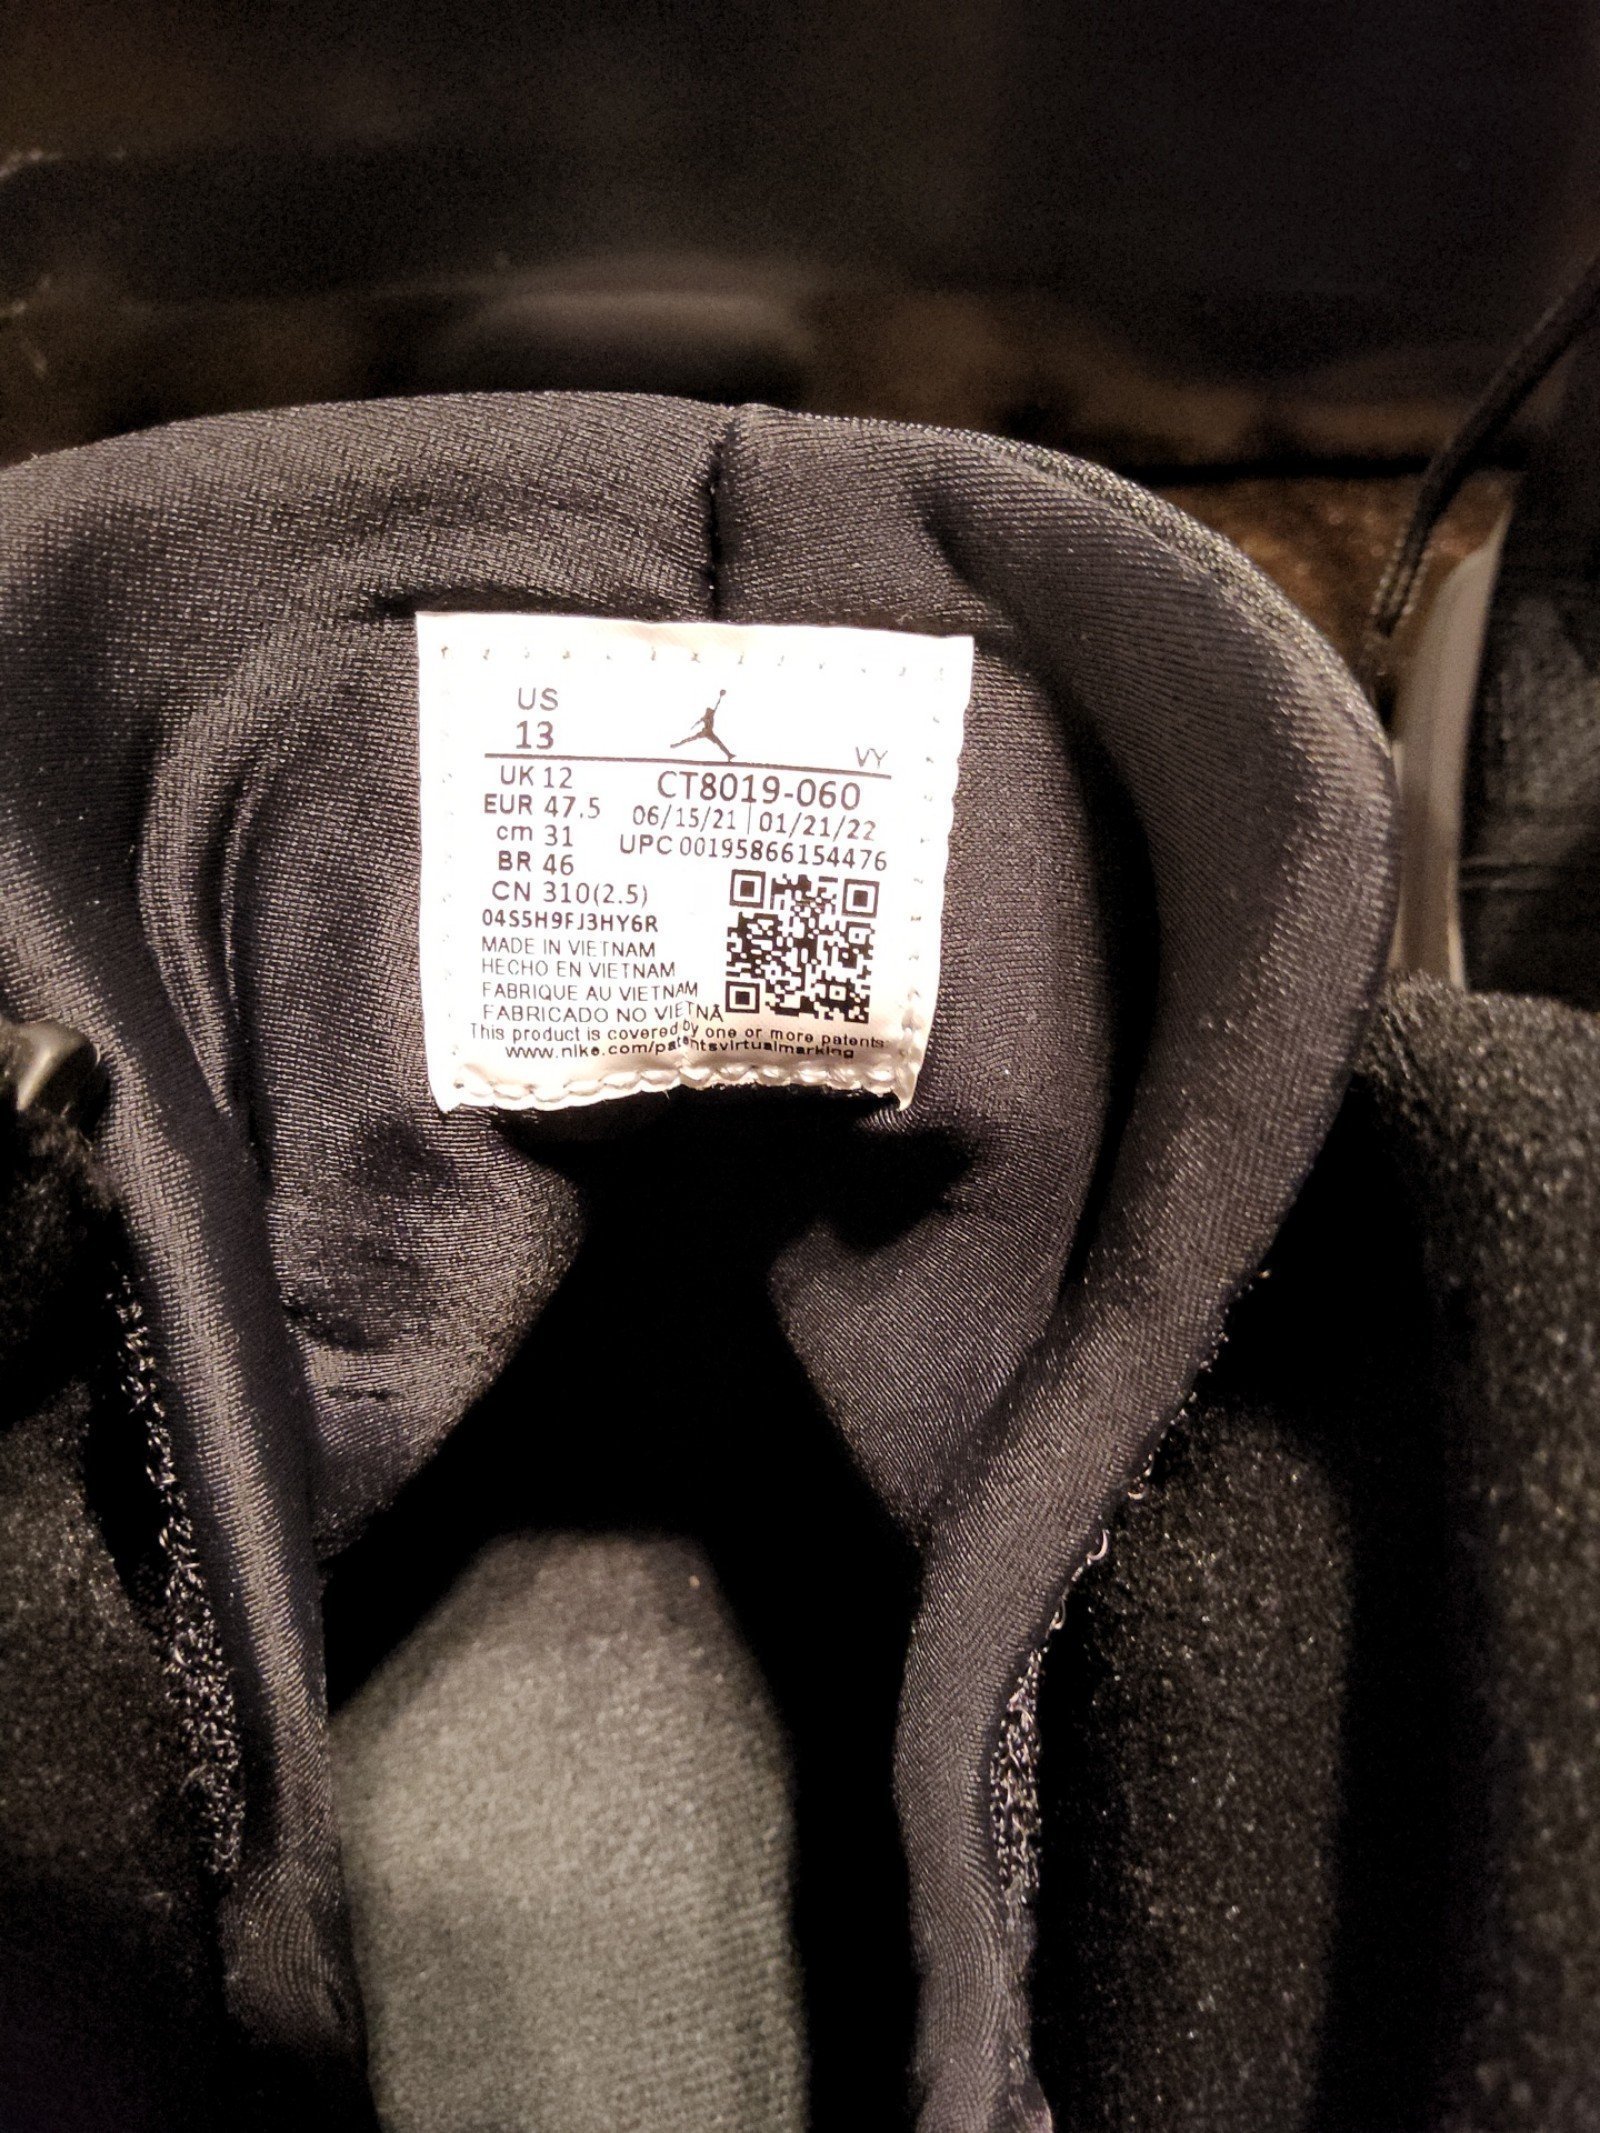 US
13
VY
UK 12
EUR 47.5
cm 31
BR 46
CN 310(2.5)
CT8019-060
06/15/21 | 01/21/22
UPC 00195866154476
04S5H9FJ3HY6R
MADE IN VIETNAM
HECHO EN VIETNAM
FABRIQUE AU VIETNAM
FABRICADO NO VIETNÃ
This product is covered by one or more patents
www.nike.com/patentsvirtualmarking